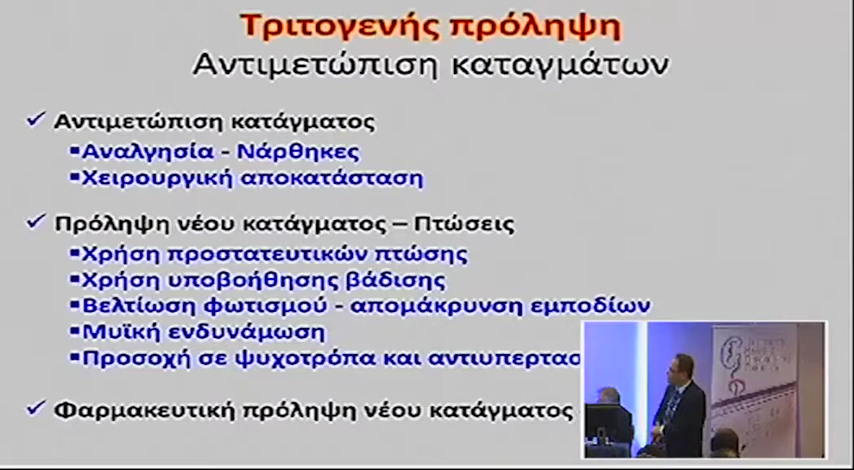 Τριτογενής πρόληψη
Αντιμετώπιση καταγμάτων
✓ Αντιμετώπιση κατάγματος
▪Αναλγησία - Νάρθηκες
▪Χειρουργική αποκατάσταση
✓ Πρόληψη νέου κατάγματος – Πτώσεις
▪Χρήση προστατευτικών πτώσης
▪Χρήση υποβοήθησης βάδισης
▪Βελτίωση φωτισμού - απομάκρυνση εμποδίων
▪Μυϊκή ενδυνάμωση
▪Προσοχή σε ψυχοτρόπα και
✓ Φαρμακευτική πρόληψη νέου κατάγματος